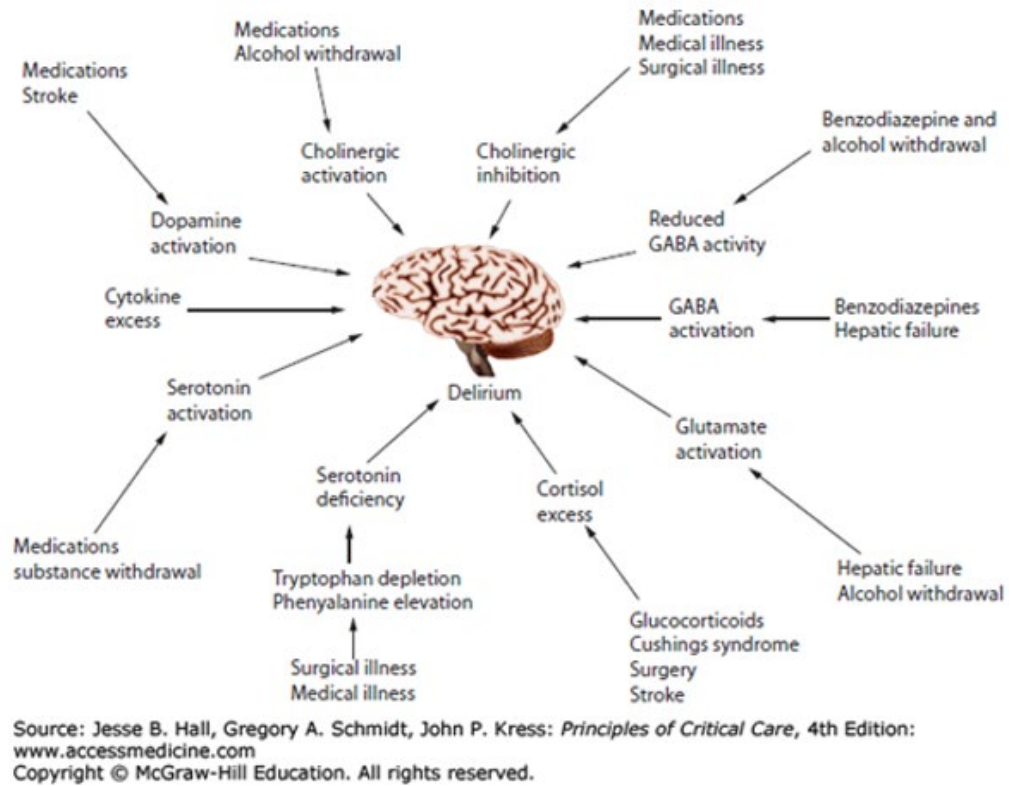 Medications
Alcohol withdrawal
Medications
Medical illness
Surgical illness
Medications
Stroke
Benzodiazepine and
alcohol withdrawal
Cholinergic
activation
Cholinergic
inhibition
Dopamine
activation
Reduced
GABA activity
Cytokine
excess
GABA
activation
Benzodiazepines
Hepatic failure
Serotonin
activation
Delirium
Glutamate
activation
Serotonin
deficiency
Cortisol
excess
Medications
substance withdrawal
Tryptophan depletion
Phenyalanine elevation
Hepatic failure
Alcohol withdrawal
Glucocorticoids
Cushings syndrome
Surgery
Stroke
Surgical illness
Medical illness
Source: Jesse B. Hall, Gregory A. Schmidt, John P. Kress: Principles of Critical Care, 4th Edition:
www.accessmedicine.com
Copyright © McGraw-Hill Education. All rights reserved.